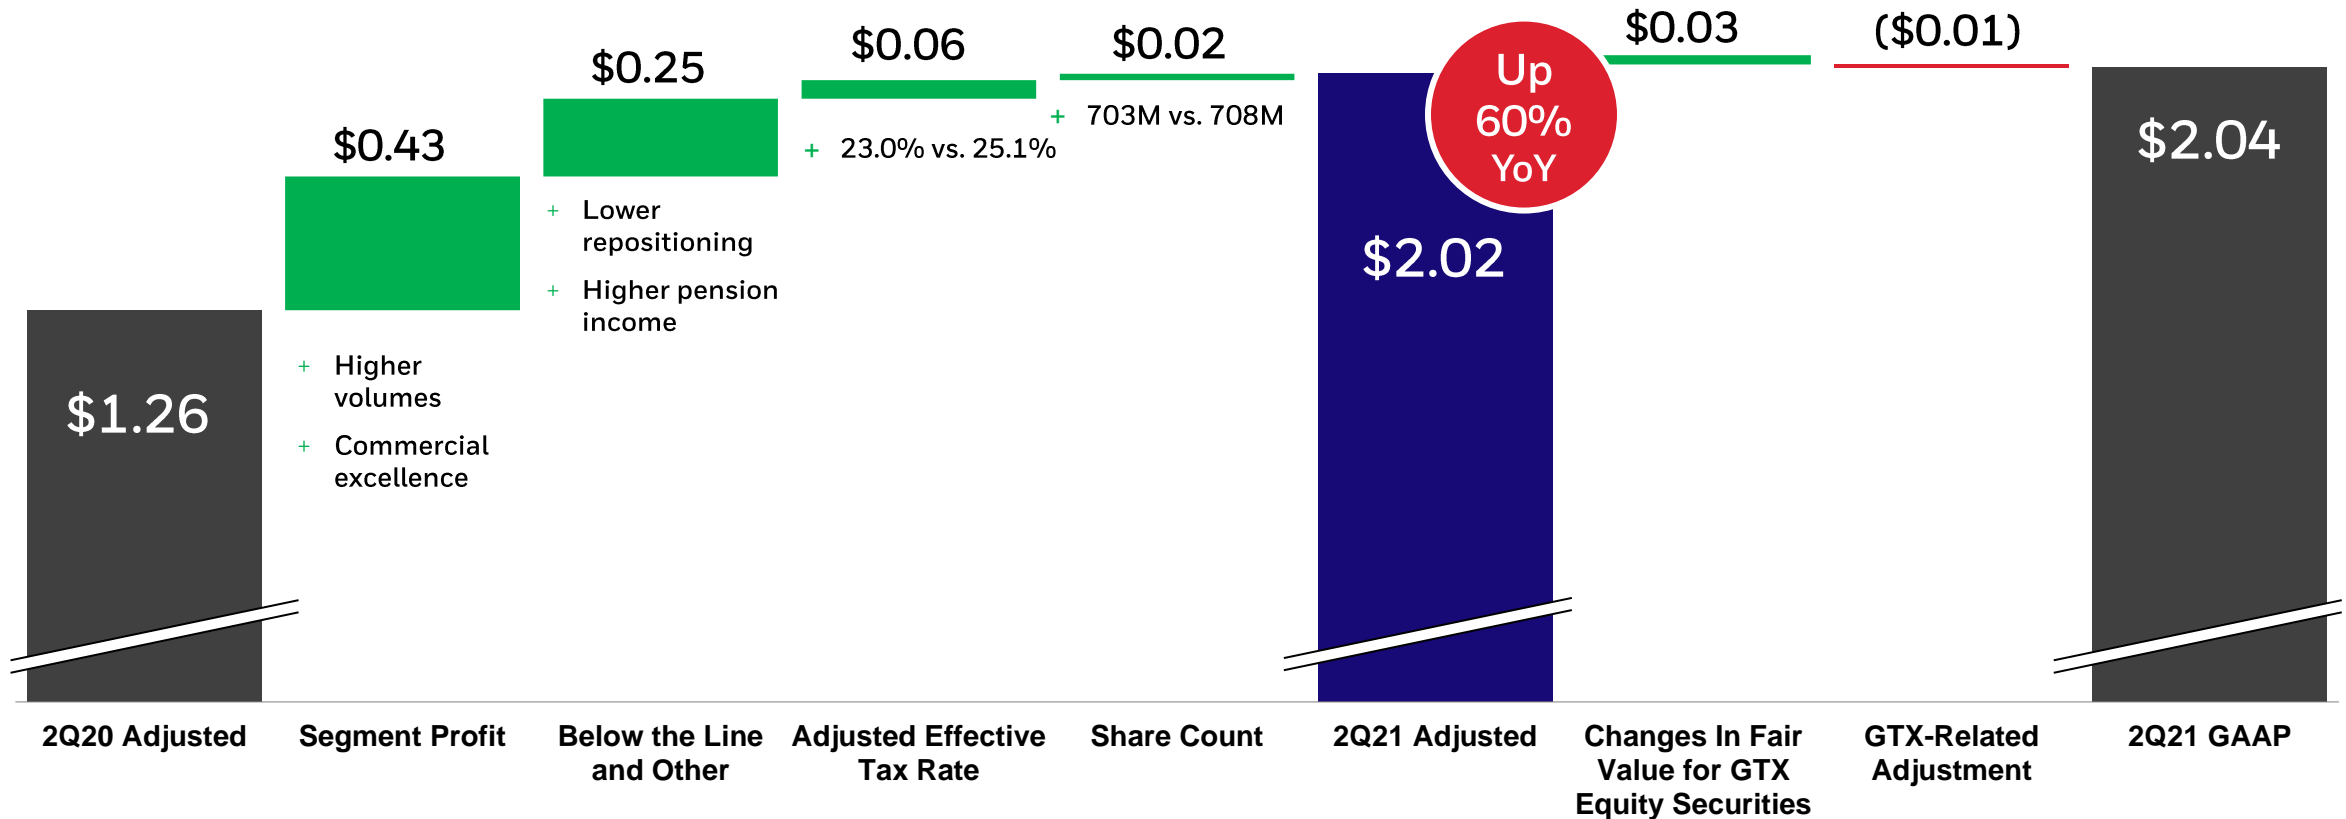 $1.26
$0.43
+ Higher
volumes
+ Commercial
excellence
$0.25
+ Lower
repositioning
+ Higher pension
income
$0.06
+ 23.0% vs. 25.1%
$0.02
+ 703M vs. 708M
$2.02
Up
60%
YoY
$0.03
($0.01)
$2.04
2Q20 Adjusted
Segment Profit
Below the Line
and Other
Adjusted Effective
Tax Rate
Share Count
2Q21 Adjusted
Changes In Fair
Value for GTX
Equity Securities
GTX-Related
Adjustment
2Q21 GAAP